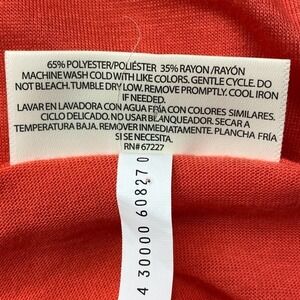 65% POLYESTER/POLIÉSTER 35% RAYON/RAYÓN
MACHINE WASH COLD WITH LIKE COLORS. GENTLE CYCLE. DO
NOT BLEACH. TUMBLE DRY LOW. REMOVE PROMPTLY. COOL IRON
IF NEEDED.
LAVAR EN LAVADORA CON AGUA FRÍA CON COLORES SIMILARES.
CICLO DELICADO. NO USAR BLANQUEADOR. SECAR A
TEMPERATURA BAJA. REMOVER INMEDIATAMENTE. PLANCHA FRÍA
SI SE NECESITA.
RN# 67227
4 30000 60827 0